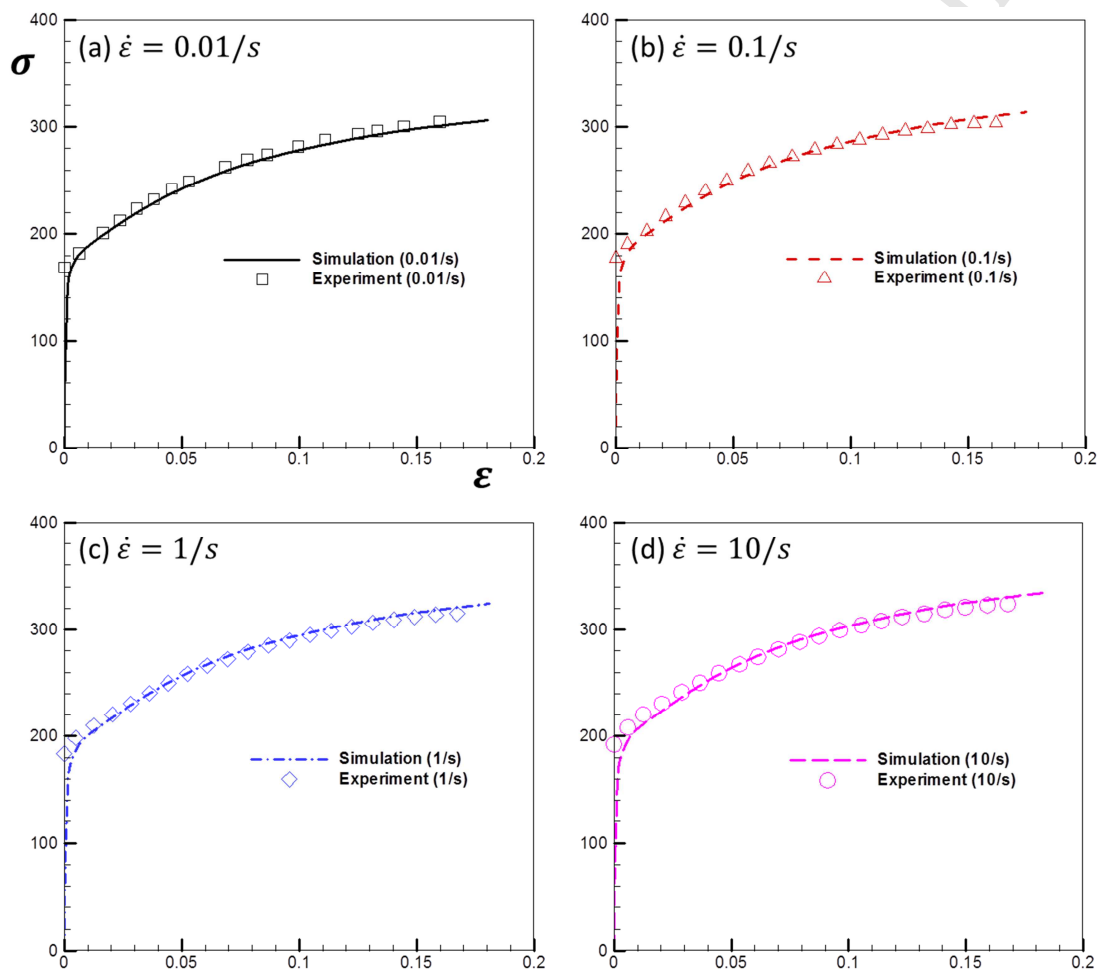 (a) ε̇ = 0.01/s
σ
400
300
200
100
0
Simulation (0.01/s)
Experiment (0.01/s)
0 0.05 0.1 0.15 0.2
ε
(b) ε̇ = 0.1/s
400
300
200
100
0
Simulation (0.1/s)
Experiment (0.1/s)
0 0.05 0.1 0.15 0.2
(c) ε̇ = 1/s
400
300
200
100
0
Simulation (1/s)
Experiment (1/s)
0 0.05 0.1 0.15 0.2
(d) ε̇ = 10/s
400
300
200
100
0
Simulation (10/s)
Experiment (10/s)
0 0.05 0.1 0.15 0.2